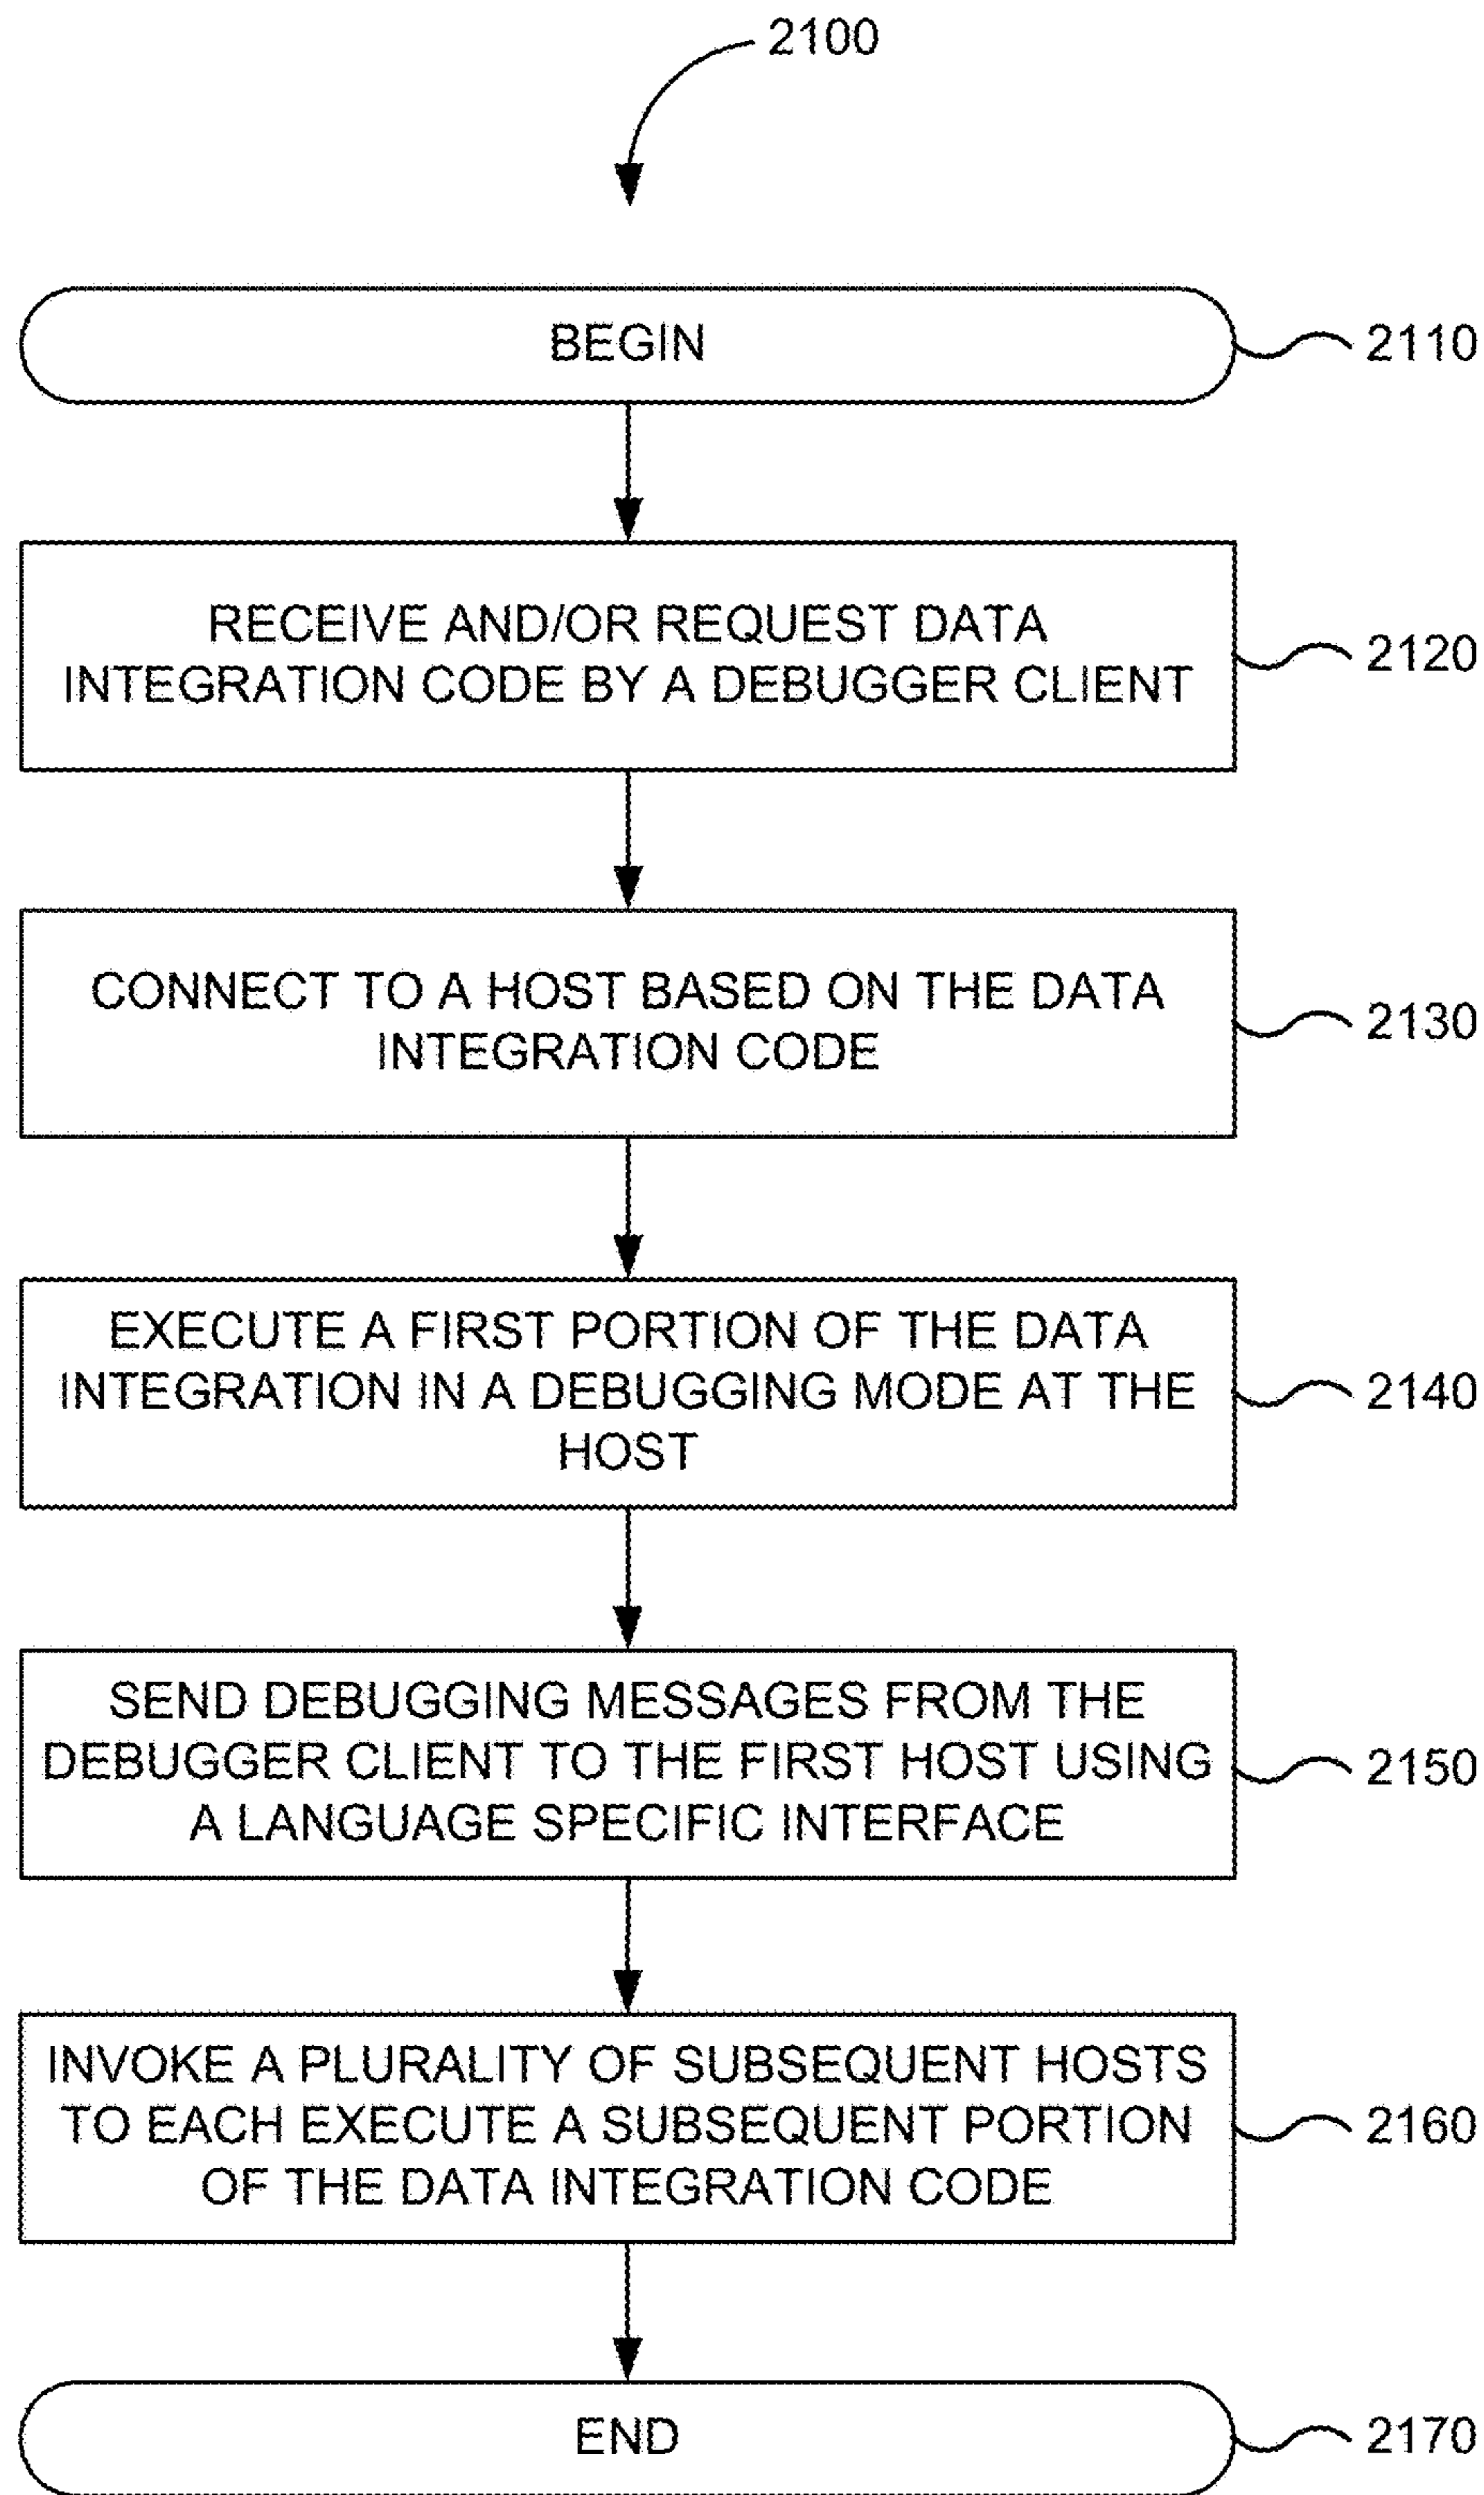 2100
BEGIN
2110
RECEIVE AND/OR REQUEST DATA
INTEGRATION CODE BY A DEBUGGER CLIENT
2120
CONNECT TO A HOST BASED ON THE DATA
INTEGRATION CODE
2130
EXECUTE A FIRST PORTION OF THE DATA
INTEGRATION IN A DEBUGGING MODE AT THE
HOST
2140
SEND DEBUGGING MESSAGES FROM THE
DEBUGGER CLIENT TO THE FIRST HOST USING
A LANGUAGE SPECIFIC INTERFACE
2150
INVOKE A PLURALITY OF SUBSEQUENT HOSTS
TO EACH EXECUTE A SUBSEQUENT PORTION
OF THE DATA INTEGRATION CODE
2160
END
2170